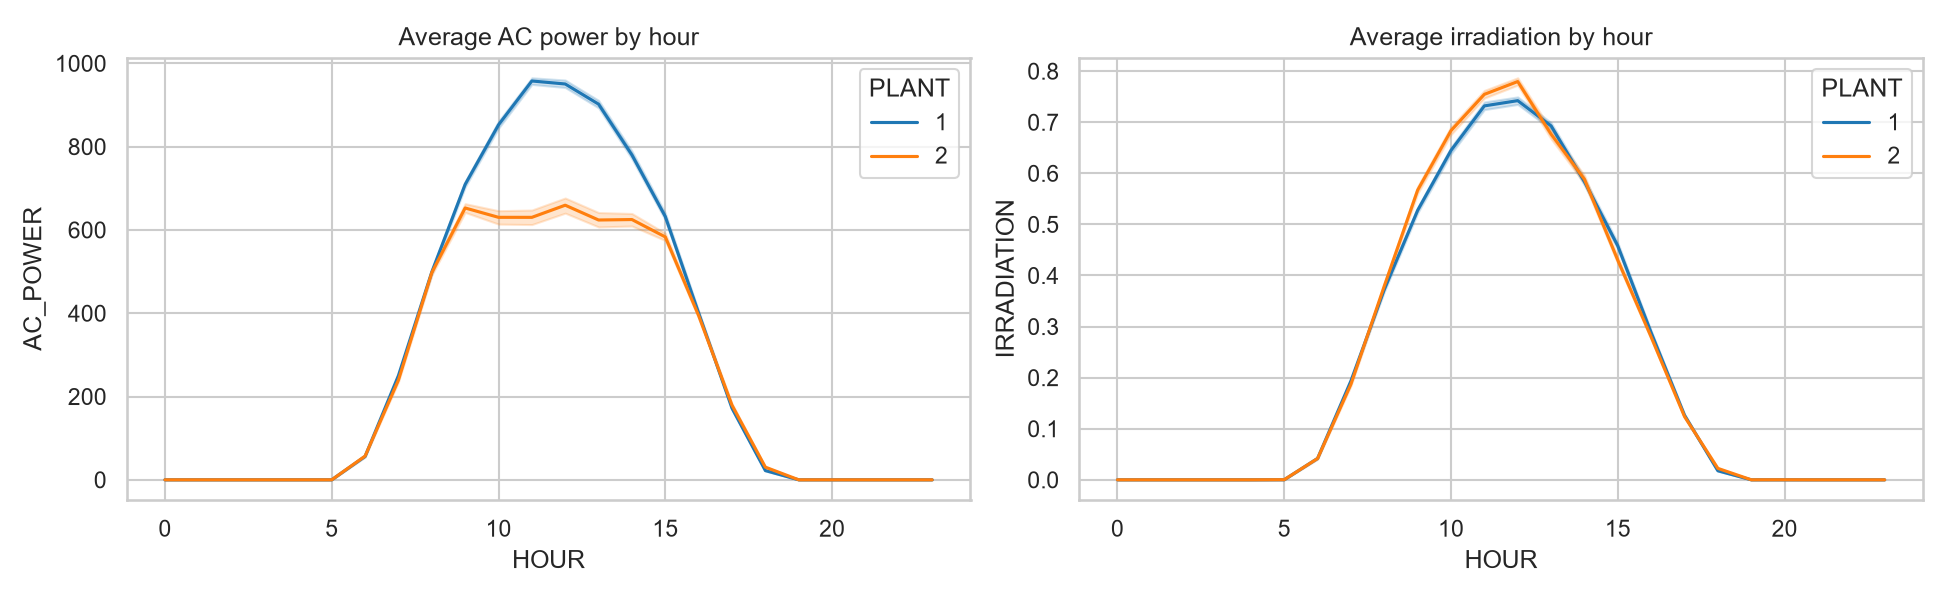 Average AC power by hour
1000
800
600
400
200
0
AC_POWER
0 5 10 15 20
HOUR
PLANT
1
2
Average irradiation by hour
0.8
0.7
0.6
0.5
0.4
0.3
0.2
0.1
0.0
IRRADIATION
0 5 10 15 20
HOUR
PLANT
1
2